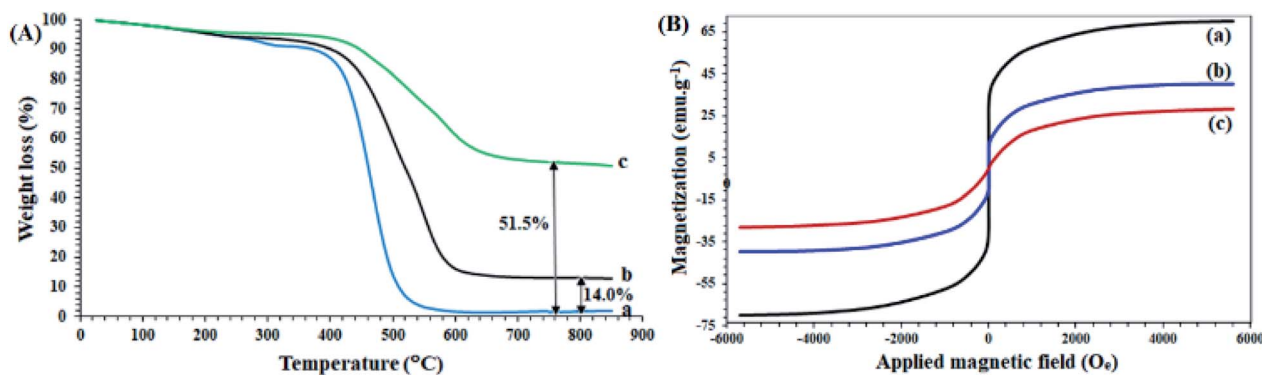 (A)
Weight loss (%)
100
90
80
70
60
50
40
30
20
10
0
c
51.5%
b
14.0%
a
0 100 200 300 400 500 600 700 800 900
Temperature (°C)
(B)
Magnetization (emu.g⁻¹)
65
45
25
5
-15
-35
-55
-75
0
(a)
(b)
(c)
-6000 -4000 -2000 0 2000 4000 6000
Applied magnetic field (Oₑ)